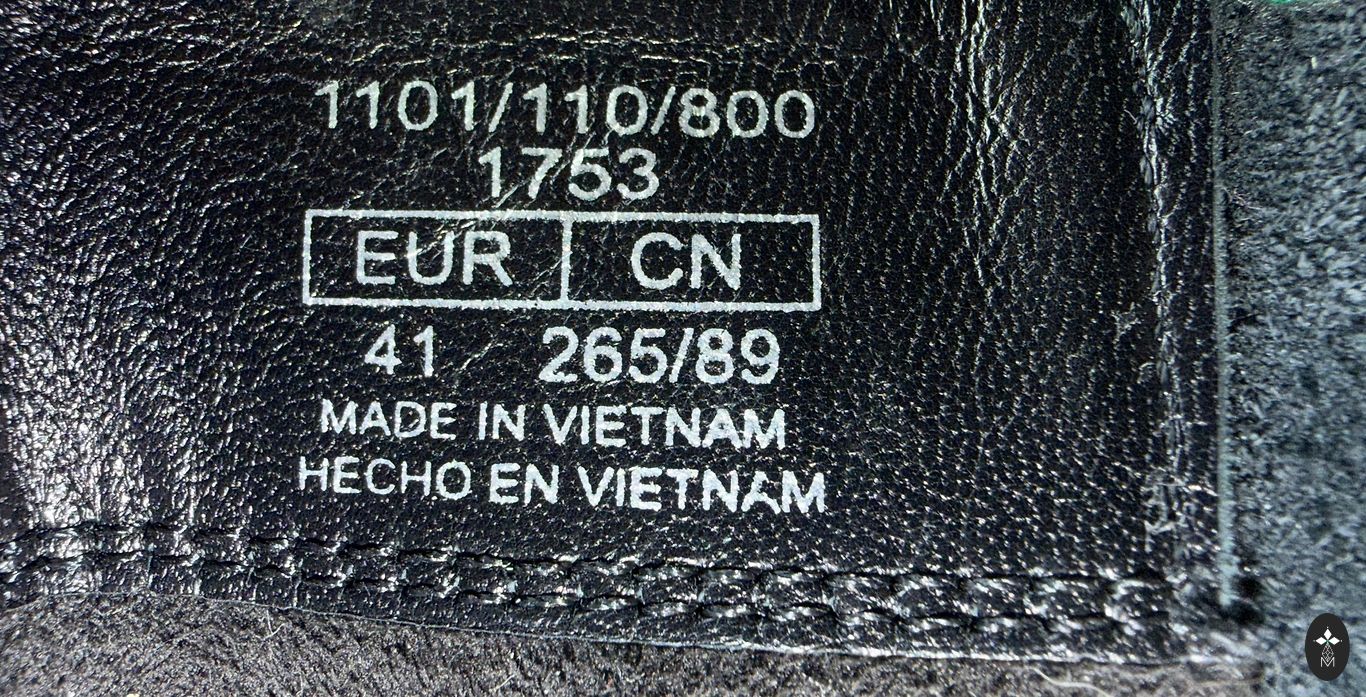 1101/110/800
1753
EUR CN
41 265/89
MADE IN VIETNAM
HECHO EN VIETNAM